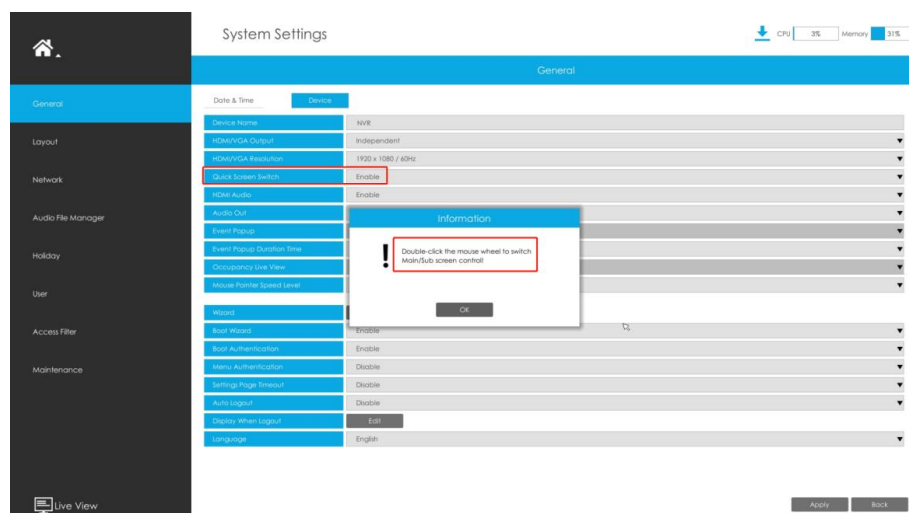 System Settings
CPU 3% Memory 31%
General
General
Layout
Network
Audio File Manager
Holiday
User
Access Filter
Maintenance
Live View
Date & Time Device
Device Name NVR
HDMI/VGA Output Independent
HDMI/VGA Resolution 1920 x 1080 / 60Hz
Quick Screen Switch Enable
HDMI Audio Enable
Audio Out
Event Popup
Event Popup Duration Time
Occupancy Live View
Mouse Pointer Speed Level
Information
Double-click the mouse wheel to switch
Main/Sub screen control!
OK
Wizard
Boot Wizard Enable
Boot Authentication Enable
Menu Authentication Disable
Settings Page Timeout Disable
Auto Logout Disable
Display When Logout Edit
Language English
Apply Back